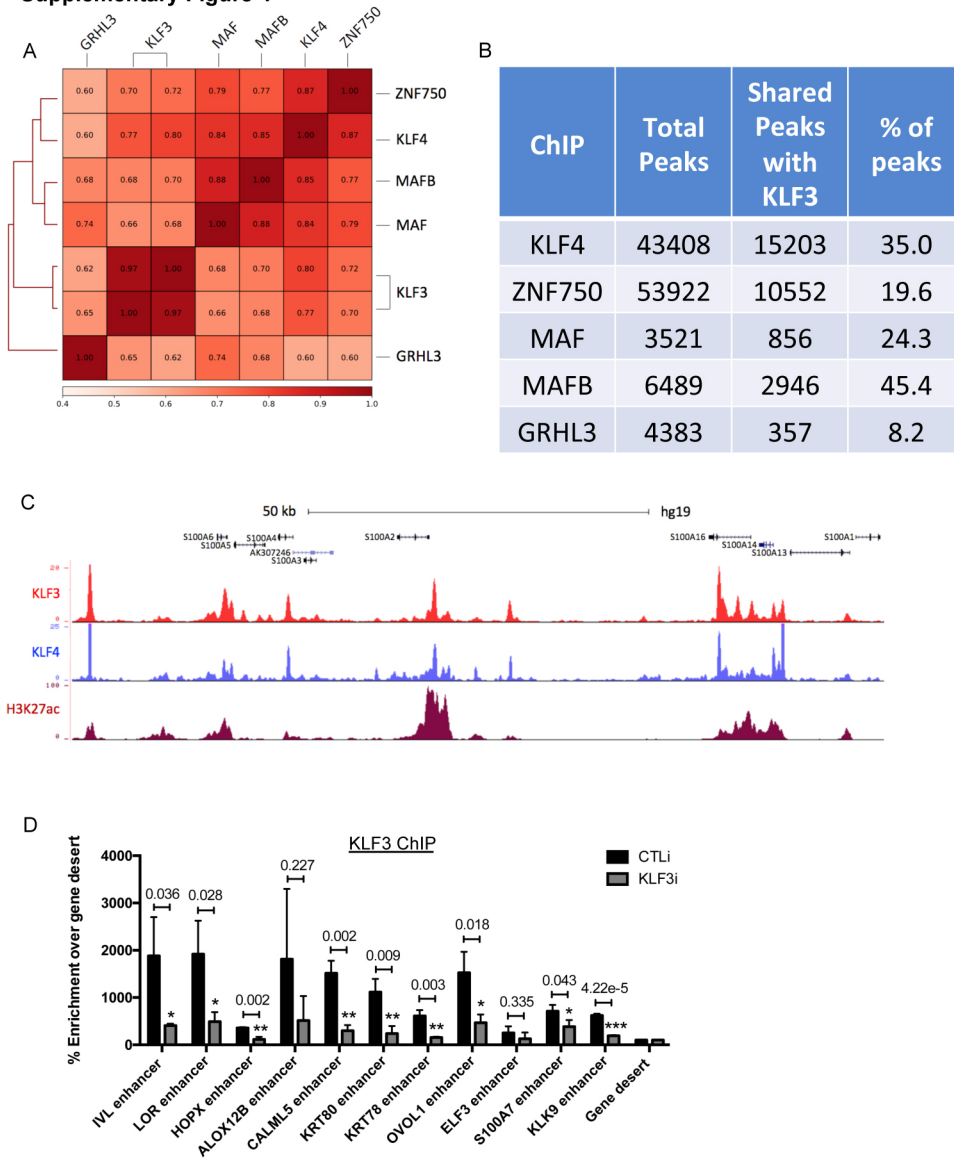 Supplementary Figure 4
A
GRHL3 KLF3 MAF MAFB KLF4 ZNF750
0.60 0.70 0.72 0.79 0.77 0.87 1.00 ZNF750
0.60 0.77 0.80 0.84 0.85 1.00 0.87 KLF4
0.68 0.68 0.70 0.88 1.00 0.85 0.77 MAFB
0.74 0.66 0.68 1.00 0.88 0.84 0.79 MAF
0.62 0.97 1.00 0.68 0.70 0.80 0.72
KLF3
0.65 1.00 0.97 0.66 0.68 0.77 0.70
1.00 0.65 0.62 0.74 0.68 0.60 0.60 GRHL3
0.4 0.5 0.6 0.7 0.8 0.9 1.0
B
ChIP Total Peaks Shared Peaks with KLF3 % of peaks
KLF4 43408 15203 35.0
ZNF750 53922 10552 19.6
MAF 3521 856 24.3
MAFB 6489 2946 45.4
GRHL3 4383 357 8.2
C
50 kb hg19
S100A6 S100A4 S100A2 S100A16 S100A1
S100A5 S100A14
AK307246 S100A13
S100A3
20
KLF3
0
25
KLF4
0
100
H3K27ac
0
D
KLF3 ChIP
CTLi
KLF3i
% Enrichment over gene desert
4000
3000
2000
1000
0
0.036 0.028 0.002 0.227 0.002 0.009 0.003 0.018 0.335 0.043 4.22e-5
* * ** ** ** ** * * ***
IVL enhancer
LOR enhancer
HOPX enhancer
ALOX12B enhancer
CALML5 enhancer
KRT80 enhancer
KRT78 enhancer
OVOL1 enhancer
ELF3 enhancer
S100A7 enhancer
KLK9 enhancer
Gene desert